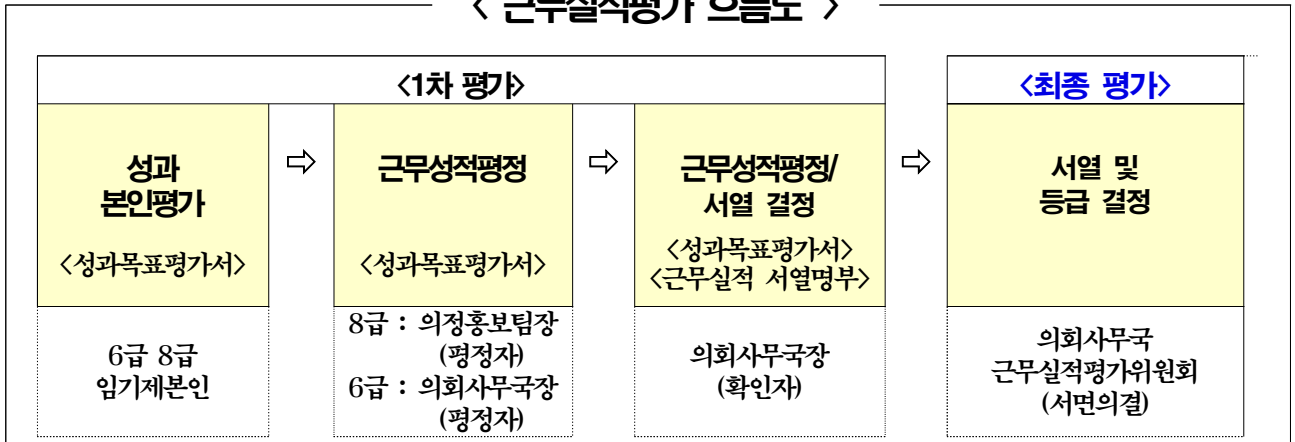 < 근무실적평가 흐름도 >
<1차 평가>
<최종 평가>
성과
본인평가
<성과목표평가서>
⇨
근무성적평정
<성과목표평가서>
⇨
근무성적평정/
서열 결정
<성과목표평가서>
<근무실적 서열명부>
⇨
서열 및
등급 결정
6급 8급
임기제본인
8급 : 의정홍보팀장
(평정자)
6급 : 의회사무국장
(평정자)
의회사무국장
(확인자)
의회사무국
근무실적평가위원회
(서면의결)